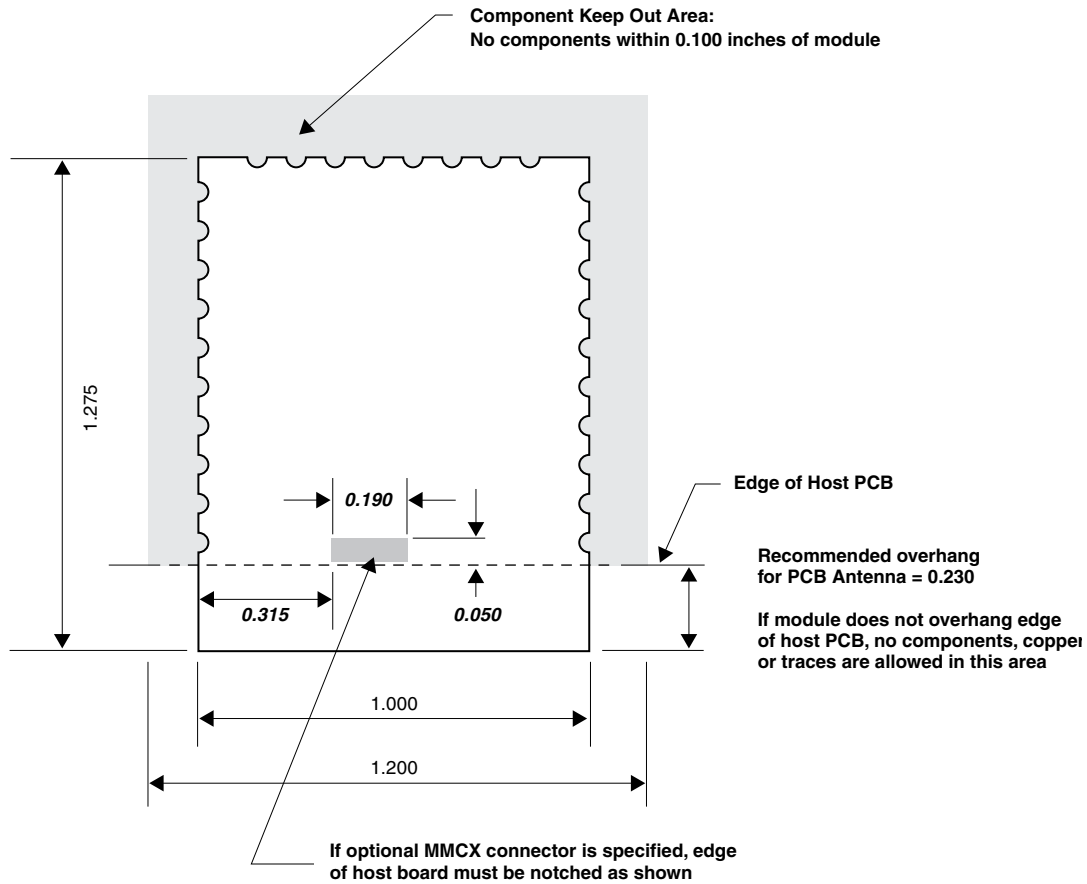 Component Keep Out Area:
No components within 0.100 inches of module
1.275
0.190
Edge of Host PCB
Recommended overhang
for PCB Antenna = 0.230
0.315
0.050
If module does not overhang edge
of host PCB, no components, copper
or traces are allowed in this area
1.000
1.200
If optional MMCX connector is specified, edge
of host board must be notched as shown